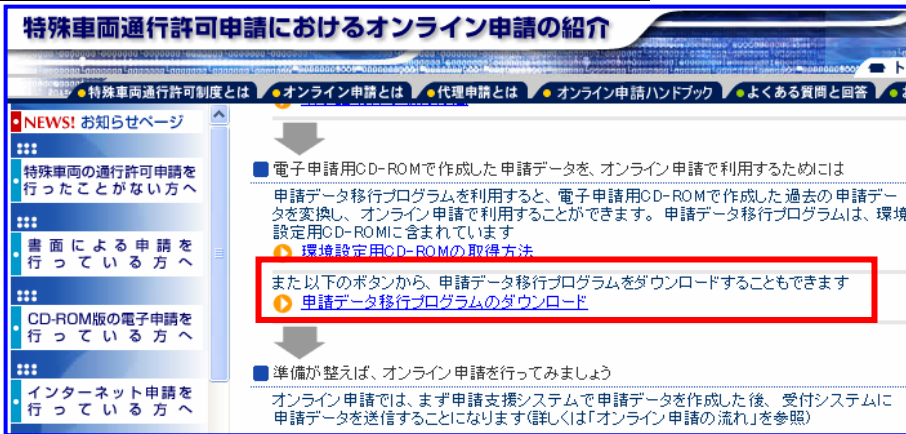 特殊車両通行許可申請におけるオンライン申請の紹介
ト
●特殊車両通行許可制度とは ●オンライン申請とは ●代理申請とは ●オンライン申請ハンドブック ●よくある質問と回答
NEWS! お知らせページ
特殊車両の通行許可申請を
行ったことがない方へ
書面による申請を
行っている方へ
CD-ROM版の電子申請を
行っている方へ
インターネット申請を
行っている方へ
電子申請用CD-ROMで作成した申請データを、オンライン申請で利用するためには
申請データ移行プログラムを利用すると、電子申請用CD-ROMで作成した過去の申請デー
タを変換し、オンライン申請で利用することができます。申請データ移行プログラムは、環境
設定用CD-ROMに含まれています
環境設定用CD-ROMの取得方法
また以下のボタンから、申請データ移行プログラムをダウンロードすることもできます
申請データ移行プログラムのダウンロード
準備が整えば、オンライン申請を行ってみましょう
オンライン申請では、まず申請支援システムで申請データを作成した後、受付システムに
申請データを送信することになります(詳しくは「オンライン申請の流れ」を参照)